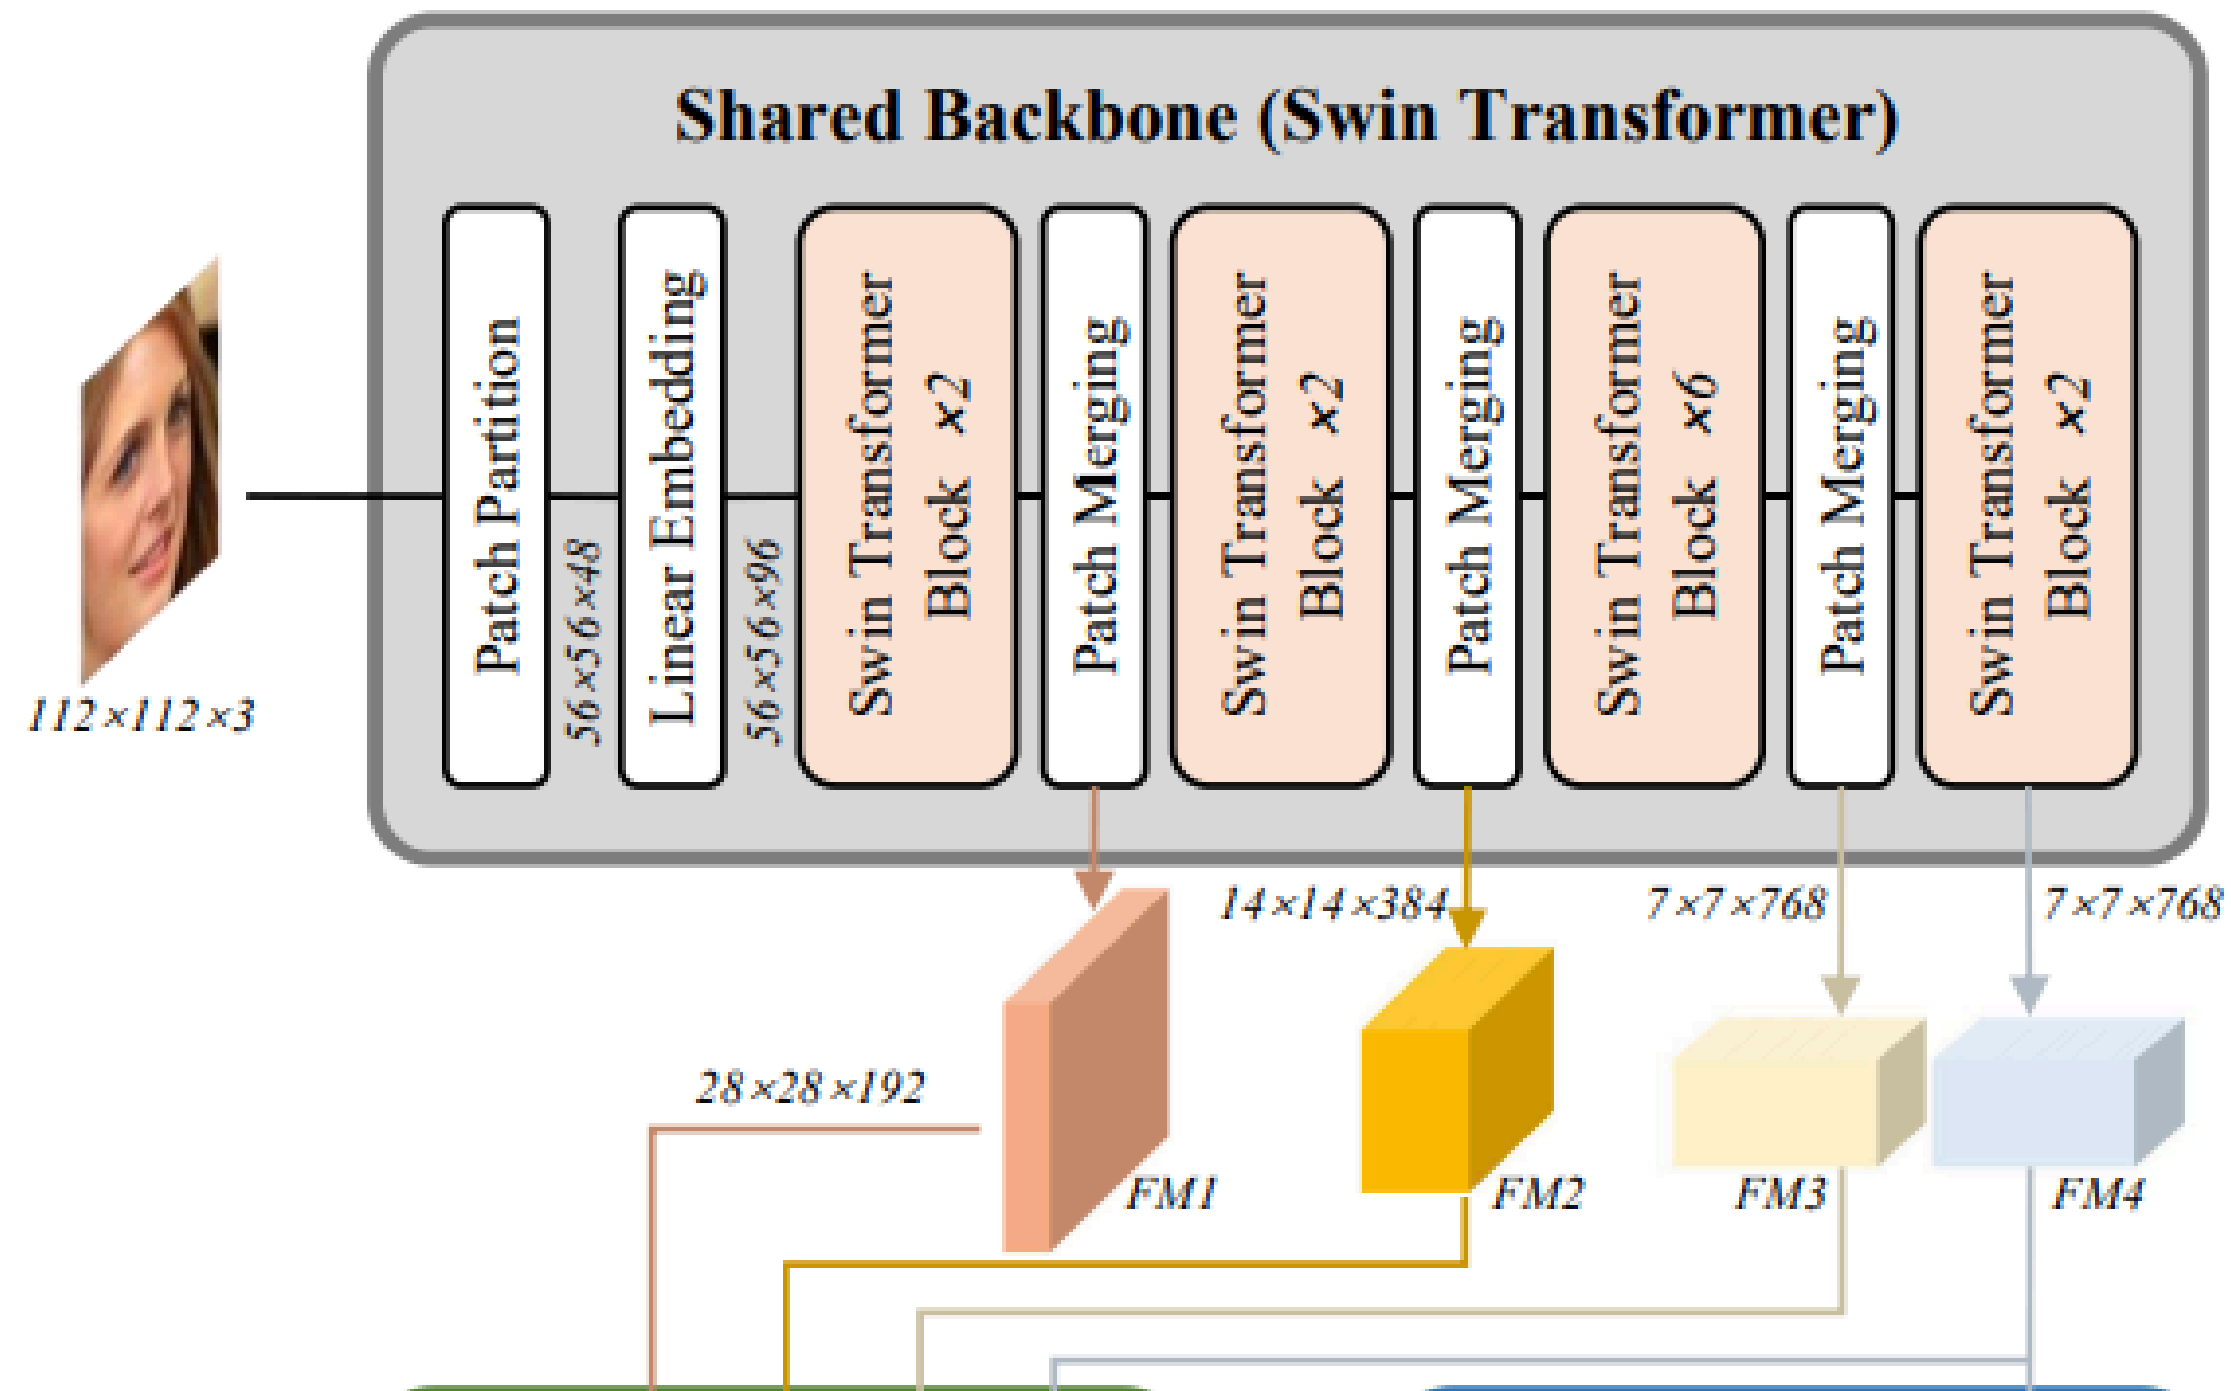 Shared Backbone (Swin Transformer)
Patch Partition
56×56×48
Linear Embedding
56×56×96
Swin Transformer
Block ×2
Patch Merging
Swin Transformer
Block ×2
Patch Merging
Swin Transformer
Block ×6
Patch Merging
Swin Transformer
Block ×2
112×112×3
14×14×384
7×7×768
7×7×768
28×28×192
FM1
FM2
FM3
FM4